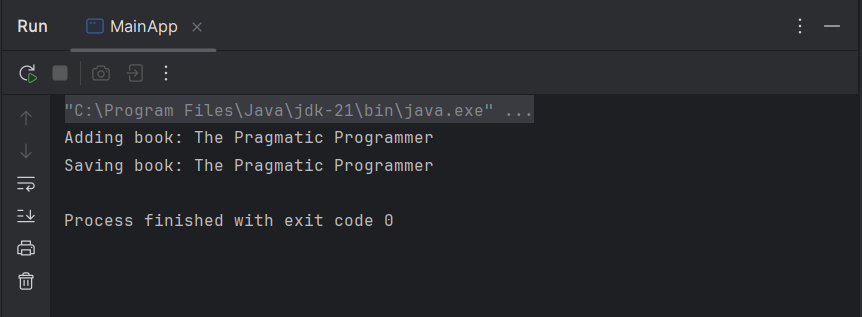 Run MainApp
"C:\Program Files\Java\jdk-21\bin\java.exe" ...
Adding book: The Pragmatic Programmer
Saving book: The Pragmatic Programmer
Process finished with exit code 0